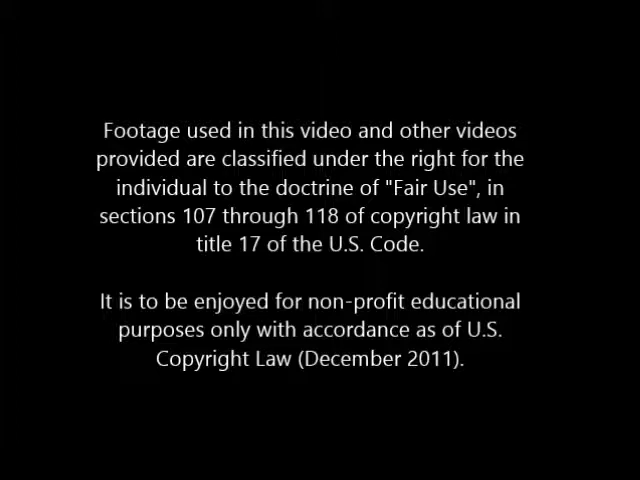 Footage used in this video and other videos
provided are classified under the right for the
individual to the doctrine of "Fair Use", in
sections 107 through 118 of copyright law in
title 17 of the U.S. Code.
It is to be enjoyed for non-profit educational
purposes only with accordance as of U.S.
Copyright Law (December 2011).